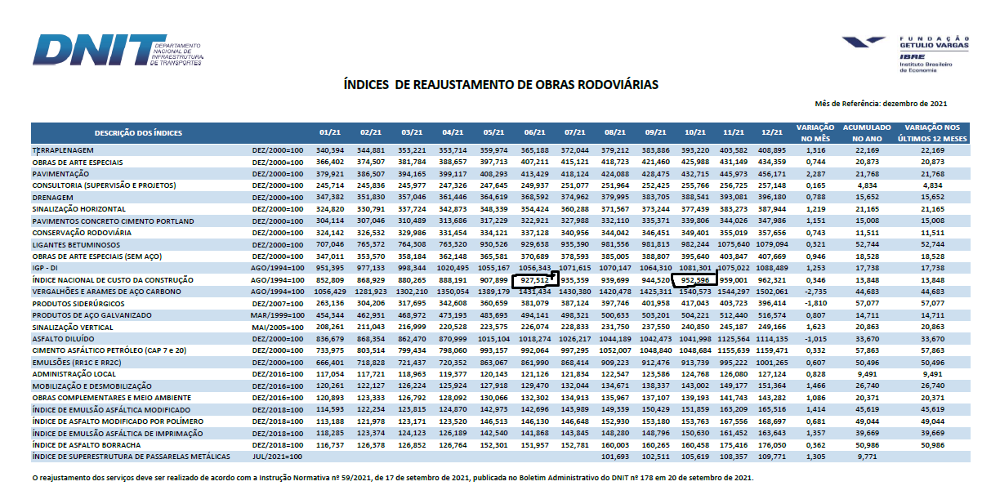 DNIT DEPARTAMENTO
NACIONAL DE
INFRAESTRUTURA
DE TRANSPORTES
FUNDAÇÃO
GETULIO VARGAS
IBRE
Instituto Brasileiro
de Economia
ÍNDICES DE REAJUSTAMENTO DE OBRAS RODOVIÁRIAS
Mês de Referência: dezembro de 2021
DESCRIÇÃO DOS ÍNDICES 01/21 02/21 03/21 04/21 05/21 06/21 07/21 08/21 09/21 10/21 11/21 12/21 VARIAÇÃO NO MÊS ACUMULADO NO ANO VARIAÇÃO NOS ÚLTIMOS 12 MESES
TERRAPLENAGEM DEZ/2000=100 340,394 344,881 353,221 353,714 359,974 365,188 372,044 379,212 383,886 393,220 403,582 408,895 1,316 22,169 22,169
OBRAS DE ARTE ESPECIAIS DEZ/2000=100 366,402 374,507 381,784 388,657 397,713 407,211 415,121 418,723 421,460 425,988 431,149 434,359 0,744 20,873 20,873
PAVIMENTAÇÃO DEZ/2000=100 379,921 386,507 394,165 399,117 408,293 413,429 418,124 424,088 428,475 432,715 445,973 456,171 2,287 21,768 21,768
CONSULTORIA (SUPERVISÃO E PROJETOS) DEZ/2000=100 245,714 245,836 245,977 247,326 247,645 249,937 251,077 251,964 252,425 255,766 256,725 257,148 0,165 4,834 4,834
DRENAGEM DEZ/2000=100 347,382 351,830 357,046 361,446 364,619 368,592 374,962 379,995 383,705 388,541 393,081 396,180 0,788 15,652 15,652
SINALIZAÇÃO HORIZONTAL DEZ/2000=100 324,820 330,791 337,724 342,873 348,339 354,424 360,288 371,567 373,244 377,439 383,273 387,944 1,219 21,165 21,165
PAVIMENTOS CONCRETO CIMENTO PORTLAND DEZ/2000=100 304,114 307,046 310,489 313,686 317,229 322,921 327,988 332,110 335,371 339,806 344,026 347,986 1,151 15,008 15,008
CONSERVAÇÃO RODOVIÁRIA DEZ/2000=100 324,142 326,532 329,986 331,454 334,121 337,128 340,956 344,042 346,451 349,401 355,019 357,656 0,743 11,511 11,511
LIGANTES BETUMINOSOS DEZ/2000=100 707,046 765,372 764,308 763,320 930,526 929,638 935,390 981,556 981,813 982,244 1075,640 1079,094 0,321 52,744 52,744
OBRAS DE ARTE ESPECIAIS (SEM AÇO) DEZ/2000=100 347,011 353,570 358,184 362,148 365,581 370,689 378,593 385,005 388,807 395,640 403,847 407,669 0,946 18,528 18,528
IGP - DI AGO/1994=100 951,395 977,133 998,344 1020,495 1055,167 1056,343 1071,615 1070,147 1064,310 1081,301 1075,022 1088,489 1,253 17,738 17,738
ÍNDICE NACIONAL DE CUSTO DA CONSTRUÇÃO AGO/1994=100 852,809 868,929 880,265 888,191 907,899 927,512 935,359 939,699 944,520 952,596 959,001 962,321 0,346 13,848 13,848
VERGALHÕES E ARAMES DE AÇO CARBONO AGO/1994=100 1056,429 1281,923 1302,210 1350,054 1389,179 1431,434 1430,380 1420,478 1425,311 1540,573 1544,297 1502,061 -2,735 44,683 44,683
PRODUTOS SIDERÚRGICOS DEZ/2007=100 263,136 304,206 317,695 342,608 360,659 381,079 387,124 397,746 401,958 417,040 403,723 396,414 -1,810 57,077 57,077
PRODUTOS DE AÇO GALVANIZADO MAR/1999=100 454,344 462,931 468,972 473,193 483,693 494,141 498,321 500,633 503,201 504,221 512,440 516,574 0,807 14,711 14,711
SINALIZAÇÃO VERTICAL MAI/2005=100 208,261 211,043 216,999 220,528 223,575 226,074 228,833 231,750 237,550 240,850 245,187 249,166 1,623 20,863 20,863
ASFALTO DILUÍDO DEZ/2000=100 836,679 868,354 862,470 870,999 1015,104 1018,274 1026,217 1044,189 1042,473 1041,998 1125,564 1114,135 -1,015 33,670 33,670
CIMENTO ASFÁLTICO PETRÓLEO (CAP 7 e 20) DEZ/2000=100 733,975 803,514 799,434 798,060 993,157 992,064 997,295 1052,007 1048,840 1048,684 1155,639 1159,471 0,332 57,863 57,863
EMULSÕES (RR1C E RR2C) DEZ/2000=100 666,401 718,828 721,437 720,352 863,067 861,990 868,414 909,223 912,476 913,739 995,222 1001,265 0,607 50,496 50,496
ADMINISTRAÇÃO LOCAL DEZ/2016=100 117,054 117,721 118,963 119,377 120,143 121,126 121,834 122,547 123,586 124,768 126,080 127,124 0,828 9,491 9,491
MOBILIZAÇÃO E DESMOBILIZAÇÃO DEZ/2016=100 120,261 122,127 126,224 125,924 127,918 129,470 132,044 134,671 138,337 143,002 149,177 151,364 1,466 26,740 26,740
OBRAS COMPLEMENTARES E MEIO AMBIENTE DEZ/2016=100 120,893 123,333 126,792 128,092 130,066 132,302 134,913 135,967 137,107 139,193 141,743 143,282 1,086 20,371 20,371
ÍNDICE DE EMULSÃO ASFÁLTICA MODIFICADO DEZ/2018=100 114,593 122,234 123,815 124,870 142,973 142,696 143,989 149,339 150,429 151,859 163,209 165,516 1,414 45,619 45,619
ÍNDICE DE ASFALTO MODIFICADO POR POLÍMERO DEZ/2018=100 113,188 121,978 123,171 123,520 146,513 146,130 146,648 152,930 153,180 153,763 167,556 168,697 0,681 49,044 49,044
ÍNDICE DE EMULSÃO ASFÁLTICA DE IMPRIMAÇÃO DEZ/2018=100 118,285 123,374 124,123 126,189 142,540 141,868 143,845 148,280 148,796 150,630 161,452 163,643 1,357 39,669 39,669
ÍNDICE DE ASFALTO BORRACHA DEZ/2018=100 116,737 126,378 126,852 126,764 152,301 151,957 152,781 160,003 160,265 160,458 175,416 176,050 0,362 50,986 50,986
ÍNDICE DE SUPERESTRUTURA DE PASSARELAS METÁLICAS JUL/2021=100 101,693 102,511 105,619 108,357 109,771 1,305 9,771
O reajustamento dos serviços deve ser realizado de acordo com a Instrução Normativa nº 59/2021, de 17 de setembro de 2021, publicada no Boletim Administrativo do DNIT nº 178 em 20 de setembro de 2021.